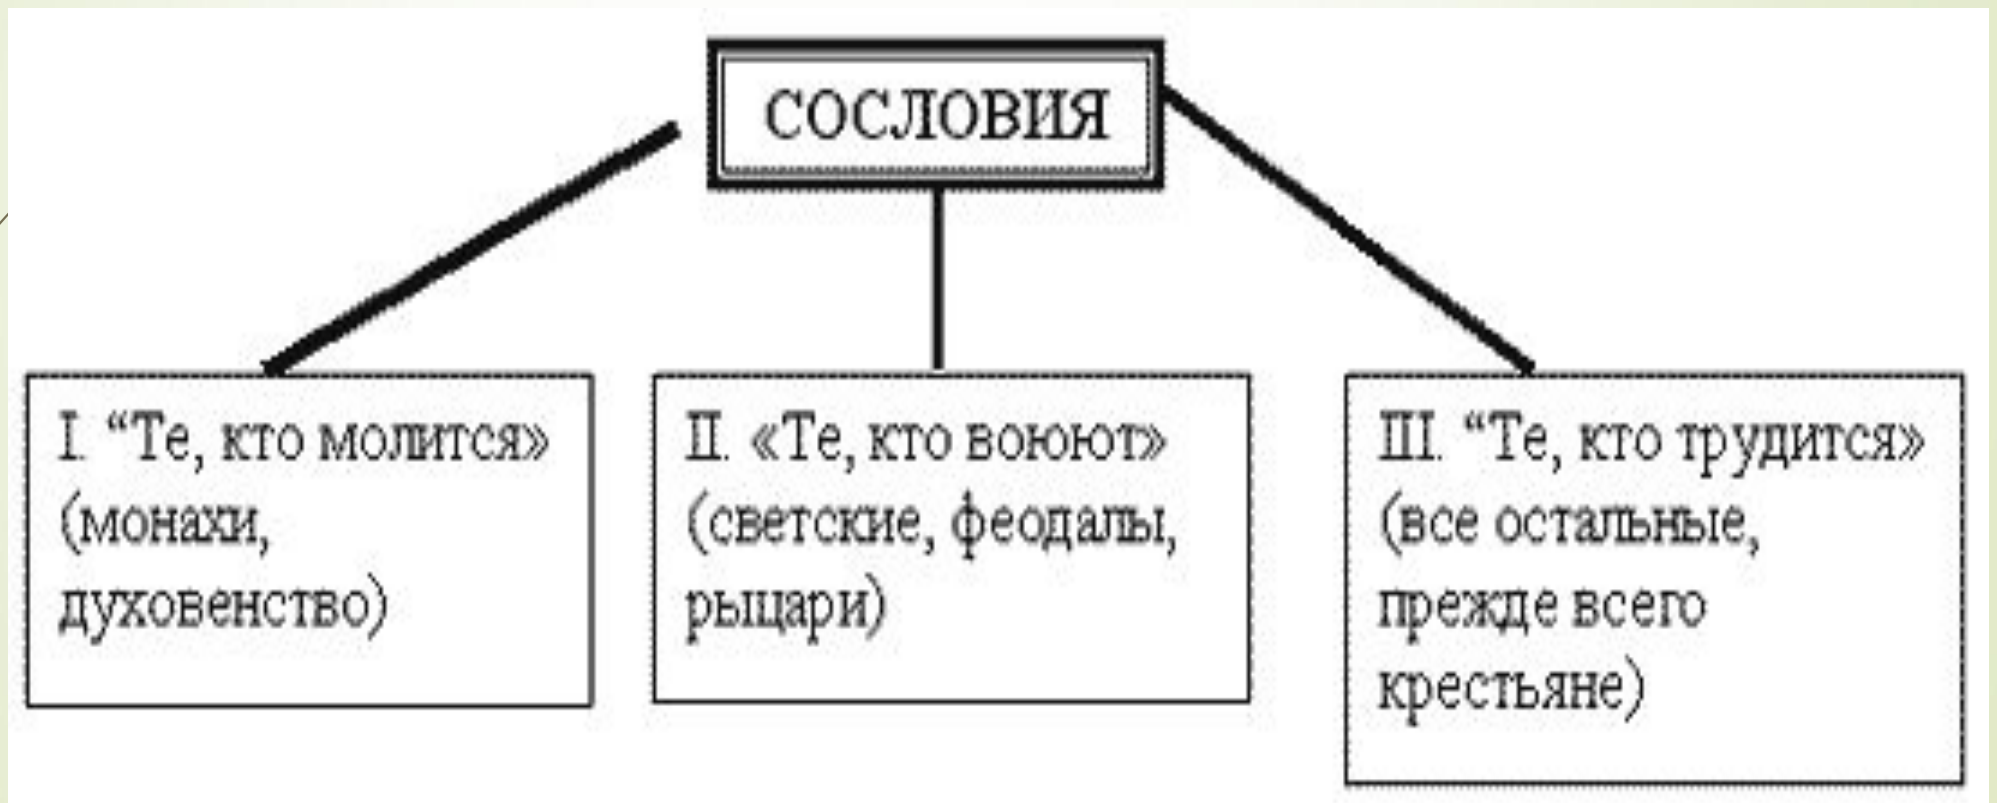 СОСЛОВИЯ
I. “Те, кто молится»
(монахи,
духовенство)
II. «Те, кто воюют»
(светские, феодалы,
рыцари)
III. “Те, кто трудится»
(все остальные,
прежде всего
крестьяне)